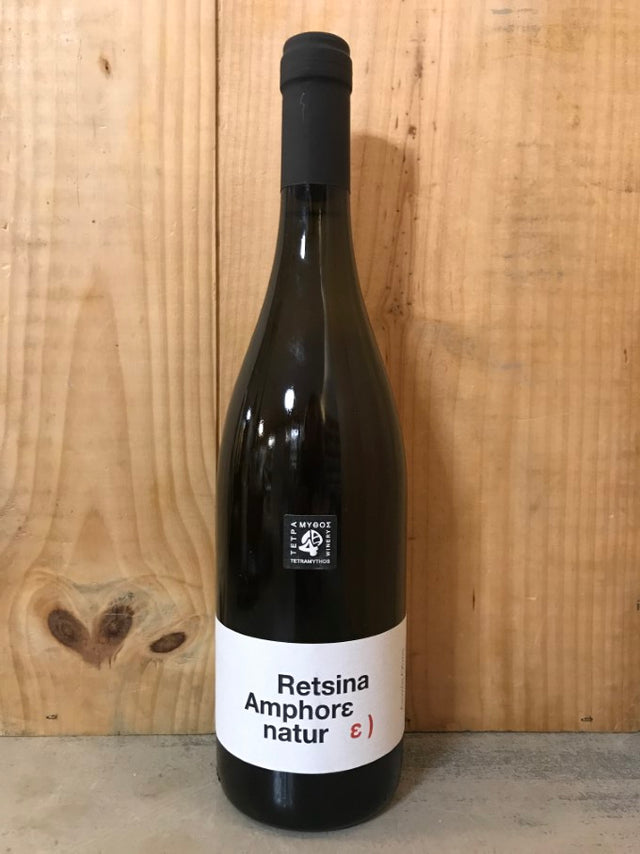 ΤΕΤΡΑ
ΜΥΘΟΣ
WINERY
TETRAMYTHOS
Retsina
Amphorε
natur ε)